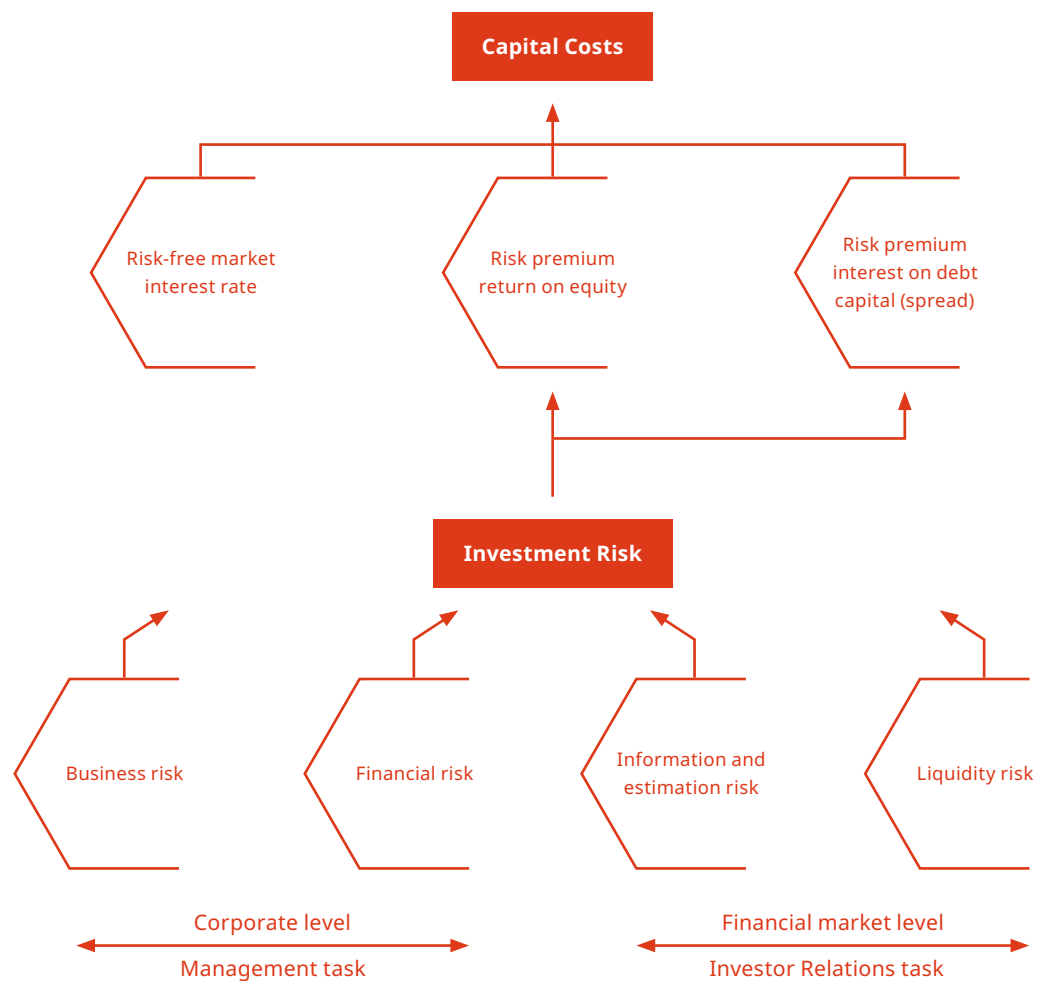 Capital Costs
Risk-free market
interest rate
Risk premium
return on equity
Risk premium
interest on debt
capital (spread)
Investment Risk
Business risk
Financial risk
Information and
estimation risk
Liquidity risk
Corporate level
Management task
Financial market level
Investor Relations task